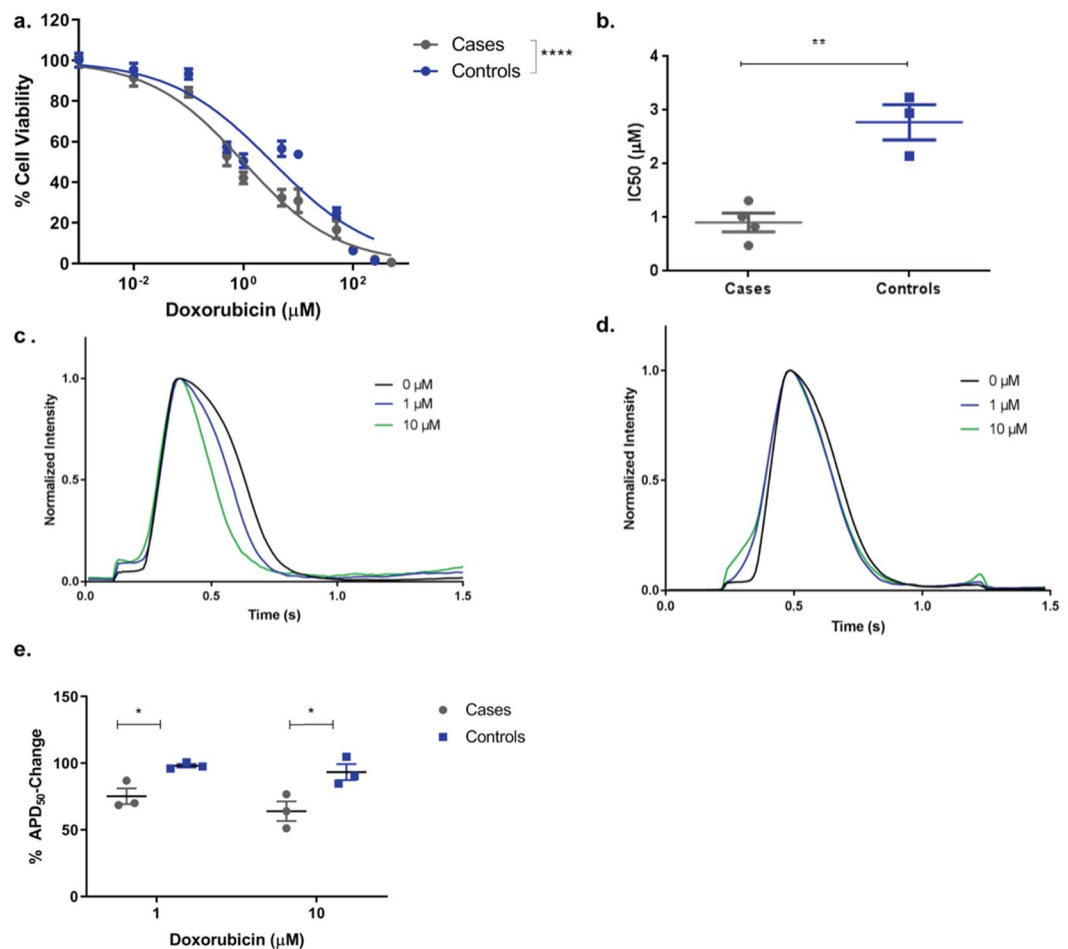 a.
120
100
80
60
40
20
0
% Cell Viability
10⁻²
10⁰
10²
Doxorubicin (μM)
Cases
Controls
****
b.
**
4
3
2
1
0
IC50 (μM)
Cases
Controls
c .
1.0
0.5
0.0
Normalized Intensity
0.0
0.5
1.0
1.5
Time (s)
0 μM
1 μM
10 μM
d.
1.0
0.5
0.0
Normalized Intensity
0.0
0.5
1.0
1.5
Time (s)
0 μM
1 μM
10 μM
e.
150
100
50
0
% APD₅₀-Change
*
*
1
10
Doxorubicin (μM)
Cases
Controls